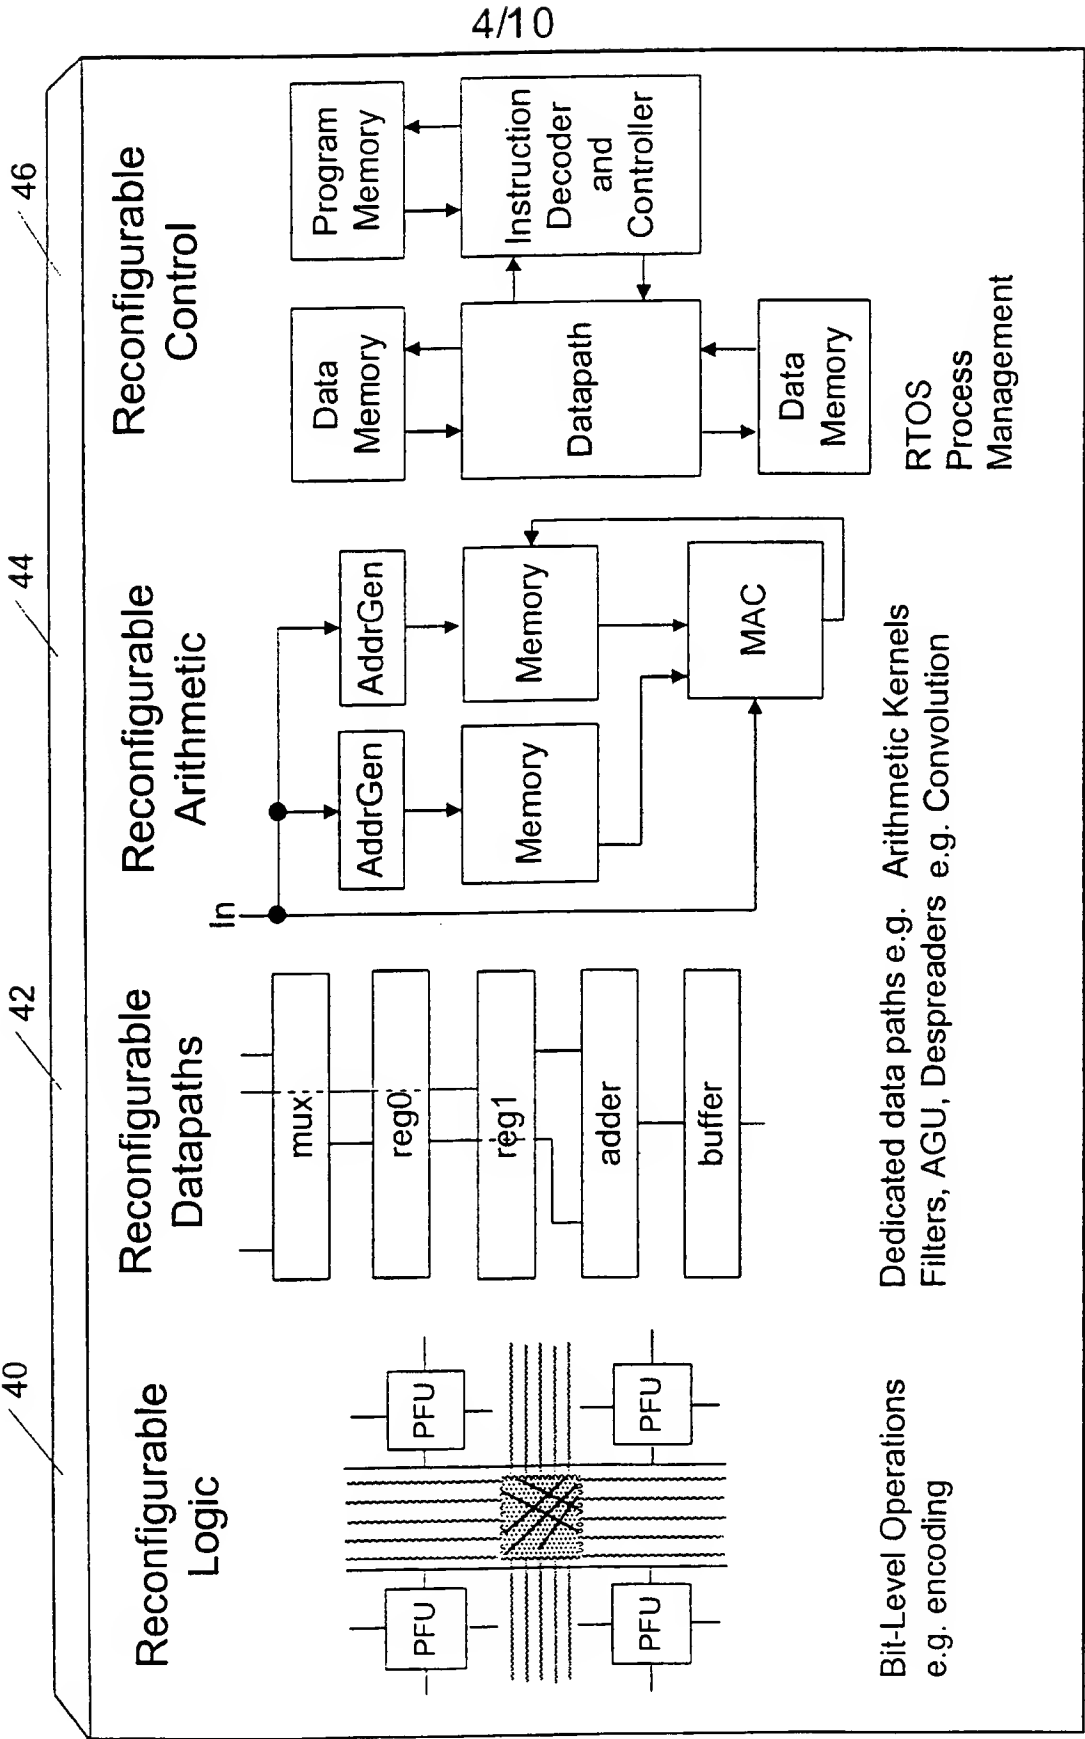 4/10
40
42
44
46
Reconfigurable
Logic
PFU
PFU
PFU
PFU
Bit-Level Operations
e.g. encoding
Reconfigurable
Datapaths
mux
reg0
reg1
adder
buffer
Dedicated data paths e.g.
Filters, AGU, Despreaders
Reconfigurable
Arithmetic
In
AddrGen
AddrGen
Memory
Memory
MAC
Arithmetic Kernels
e.g. Convolution
Reconfigurable
Control
Data
Memory
Program
Memory
Datapath
Instruction
Decoder
and
Controller
Data
Memory
RTOS
Process
Management